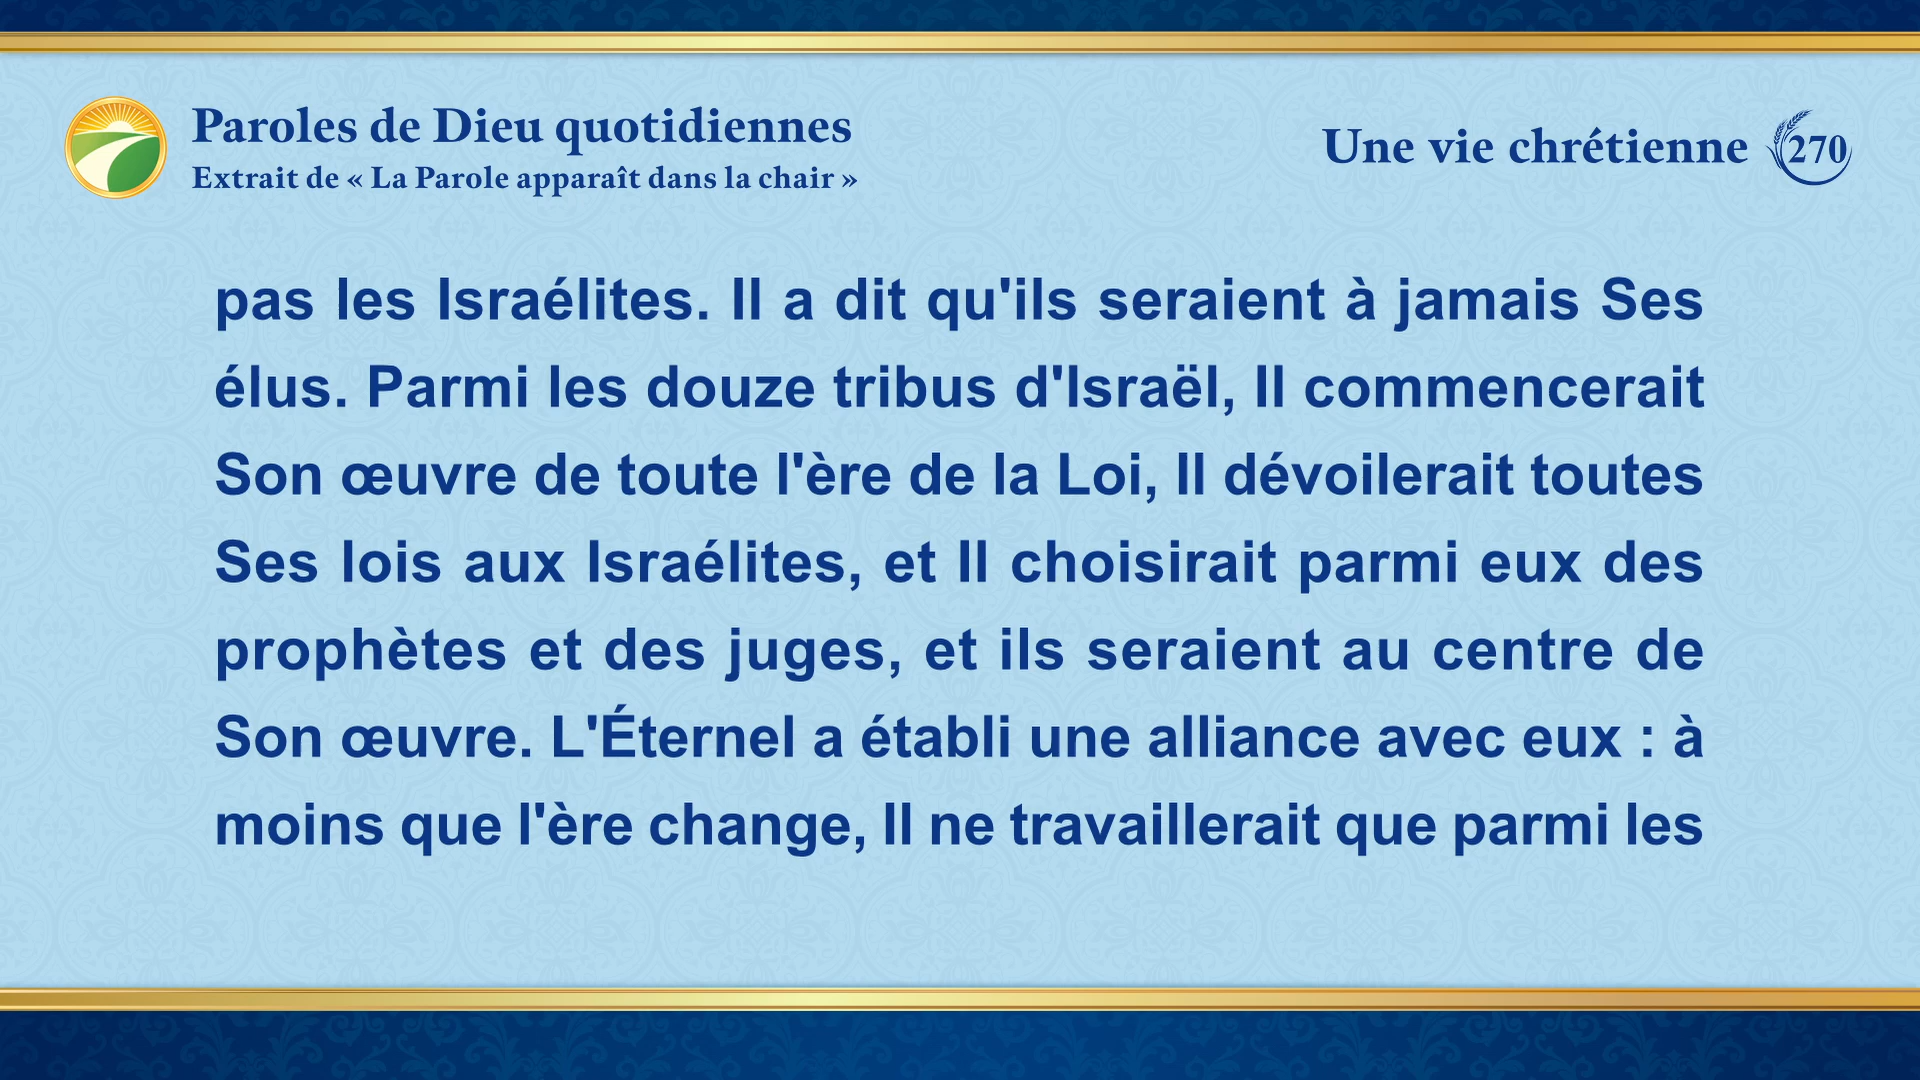 Paroles de Dieu quotidiennes
Extrait de « La Parole apparaît dans la chair »
Une vie chrétienne 270
pas les Israélites. Il a dit qu'ils seraient à jamais Ses
élus. Parmi les douze tribus d'Israël, Il commencerait
Son œuvre de toute l'ère de la Loi, Il dévoilerait toutes
Ses lois aux Israélites, et Il choisirait parmi eux des
prophètes et des juges, et ils seraient au centre de
Son œuvre. L'Éternel a établi une alliance avec eux : à
moins que l'ère change, Il ne travaillerait que parmi les